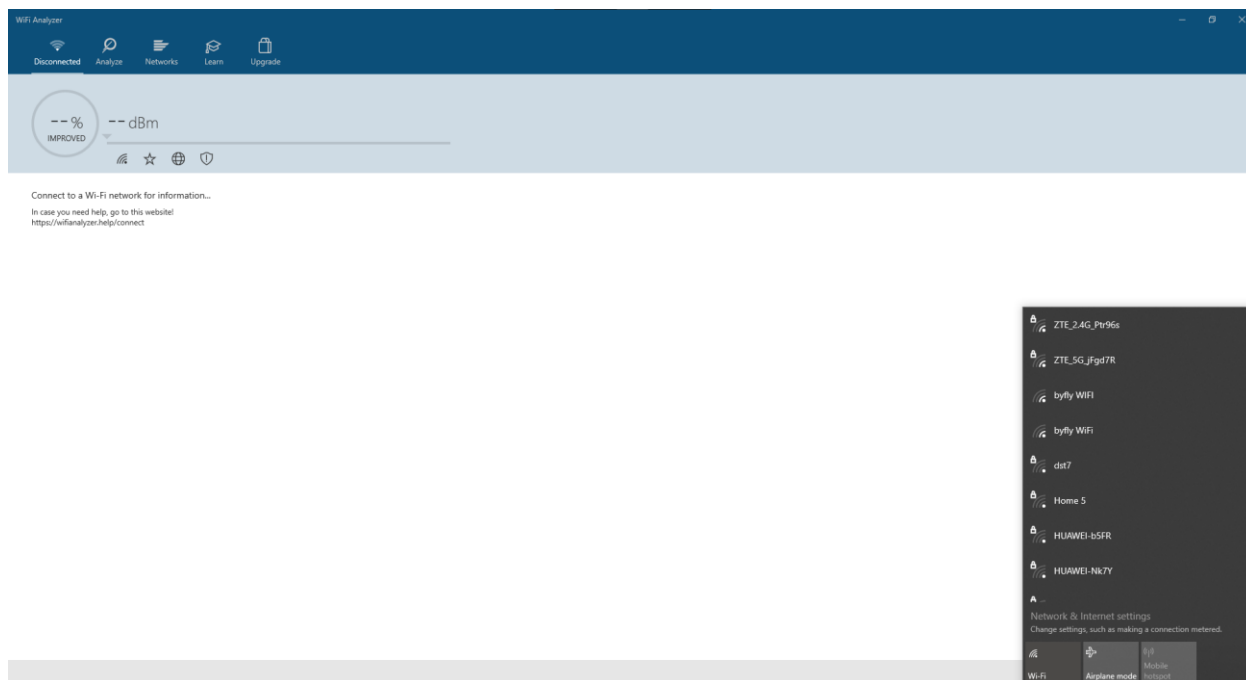 WiFi Analyzer
Disconnected Analyze Networks Learn Upgrade
--% IMPROVED
--dBm
Connect to a Wi-Fi network for information...
In case you need help, go to this website!
https://wifianalyzer.help/connect
ZTE_2.4G_Ptr96s
ZTE_5G_jFgd7R
byfly WIFI
byfly WiFi
dst7
Home 5
HUAWEI-b5FR
HUAWEI-Nk7Y
Network & Internet settings
Change settings, such as making a connection metered.
Wi-Fi
Airplane mode
Mobile
hotspot